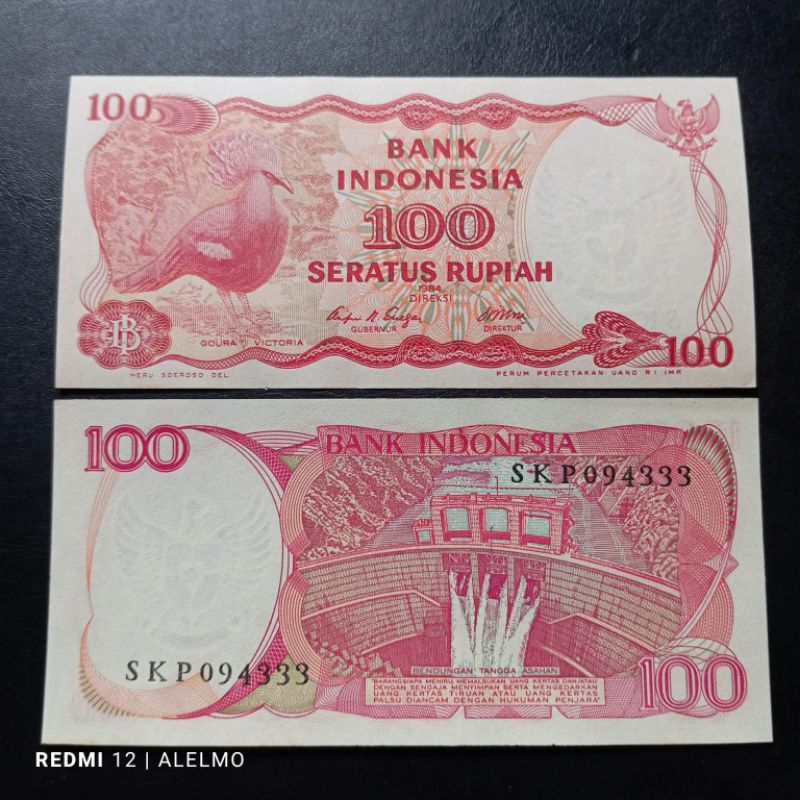 100
BANK
INDONESIA
100
SERATUS RUPIAH
1984
DIREKSI
GUBERNUR
DIREKTUR
GOURA VICTORIA
100
HERU SOEROSO DEL.
PERUM PERCETAKAN UANG RI IMP.
100
BANK INDONESIA
SKP094333
SKP094333
BENDUNGAN TANGGA ASAHAN
"BARANGSIAPA MENIRU, MEMALSUKAN UANG KERTAS DAN/ATAU
DENGAN SENGAJA MENYIMPAN SERTA MENGEDARKAN
UANG KERTAS TIRUAN ATAU UANG KERTAS
PALSU DIANCAM DENGAN HUKUMAN PENJARA"
100
REDMI 12 | ALELMO